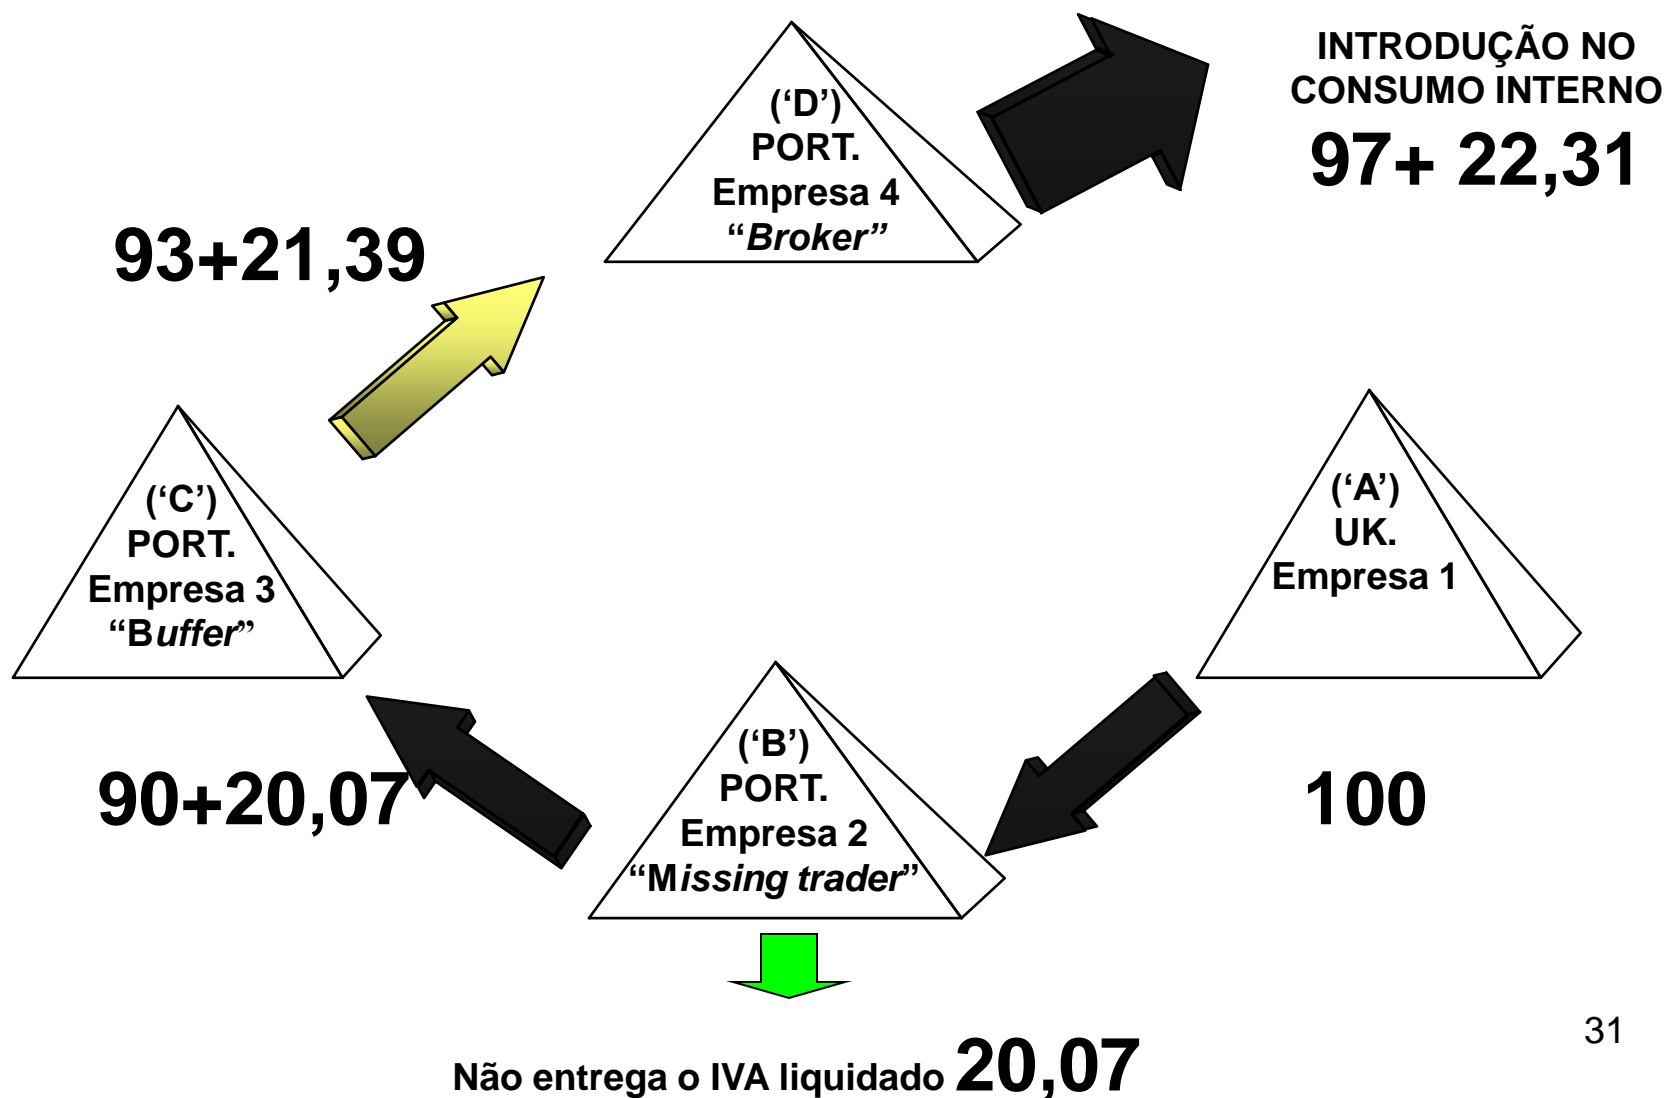 INTRODUÇÃO NO
CONSUMO INTERNO
97+ 22,31
(‘D’)
PORT.
Empresa 4
“Broker”
93+21,39
(‘C’)
PORT.
Empresa 3
“Buffer”
(‘A’)
UK.
Empresa 1
90+20,07
(‘B’)
PORT.
Empresa 2
“Missing trader”
100
31
Não entrega o IVA liquidado 20,07